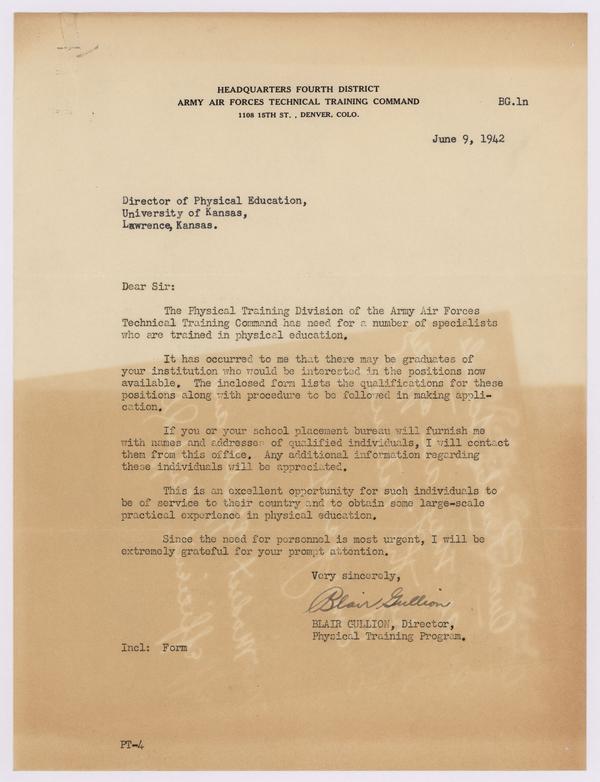 HEADQUARTERS FOURTH DISTRICT
ARMY AIR FORCES TECHNICAL TRAINING COMMAND
1108 15TH ST. , DENVER, COLO.
BG.ln
June 9, 1942
Director of Physical Education,
University of Kansas,
Lawrence, Kansas.
Dear Sir:
The Physical Training Division of the Army Air Forces
Technical Training Command has need for a number of specialists
who are trained in physical education.
It has occurred to me that there may be graduates of
your institution who would be interested in the positions now
available. The inclosed form lists the qualifications for these
positions along with procedure to be followed in making appli-
cation.
If you or your school placement bureau will furnish me
with names and addresses of qualified individuals, I will contact
them from this office. Any additional information regarding
these individuals will be appreciated.
This is an excellent opportunity for such individuals to
be of service to their country and to obtain some large-scale
practical experience in physical education.
Since the need for personnel is most urgent, I will be
extremely grateful for your prompt attention.
Very sincerely,
Blair Gullion
BLAIR GULLION, Director,
Physical Training Program.
Incl: Form
PT-4